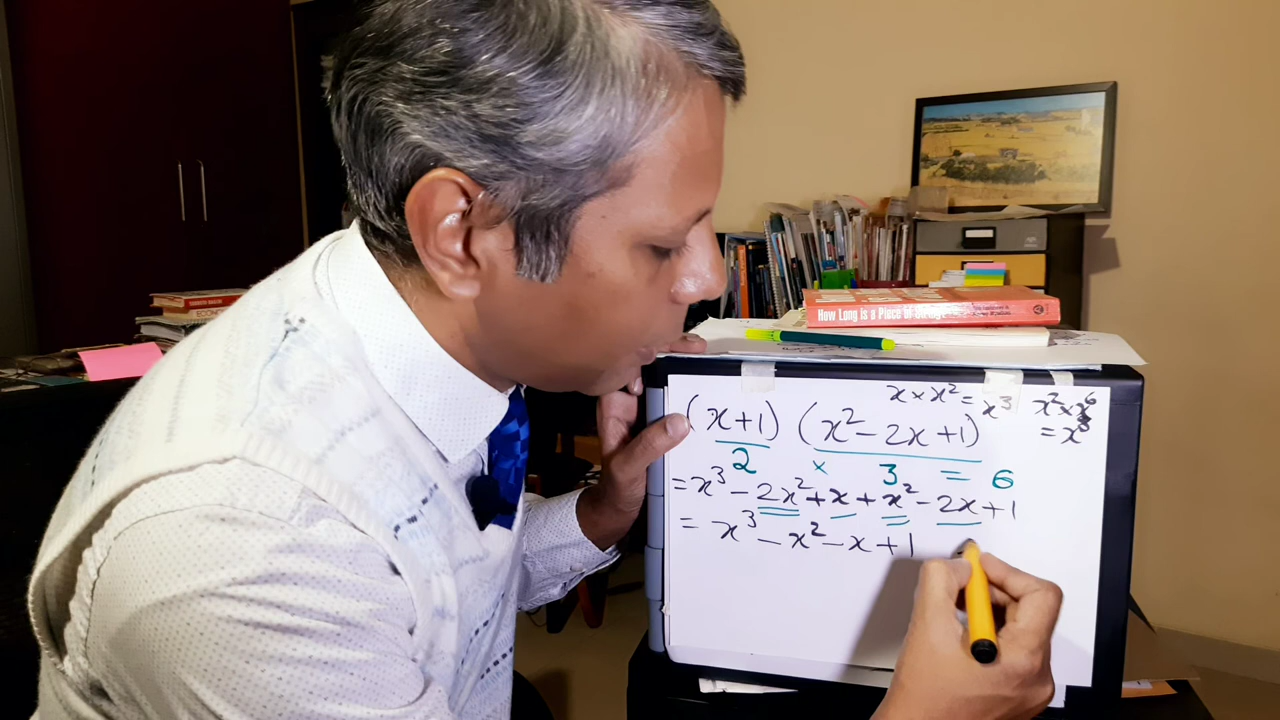 How Long is a Piece of String
x × x² = x³
x² × x⁶
= x³
(x+1) (x² − 2x + 1)
2 × 3 = 6
= x³ − 2x² + x + x² − 2x + 1
= x³ − x² − x + 1